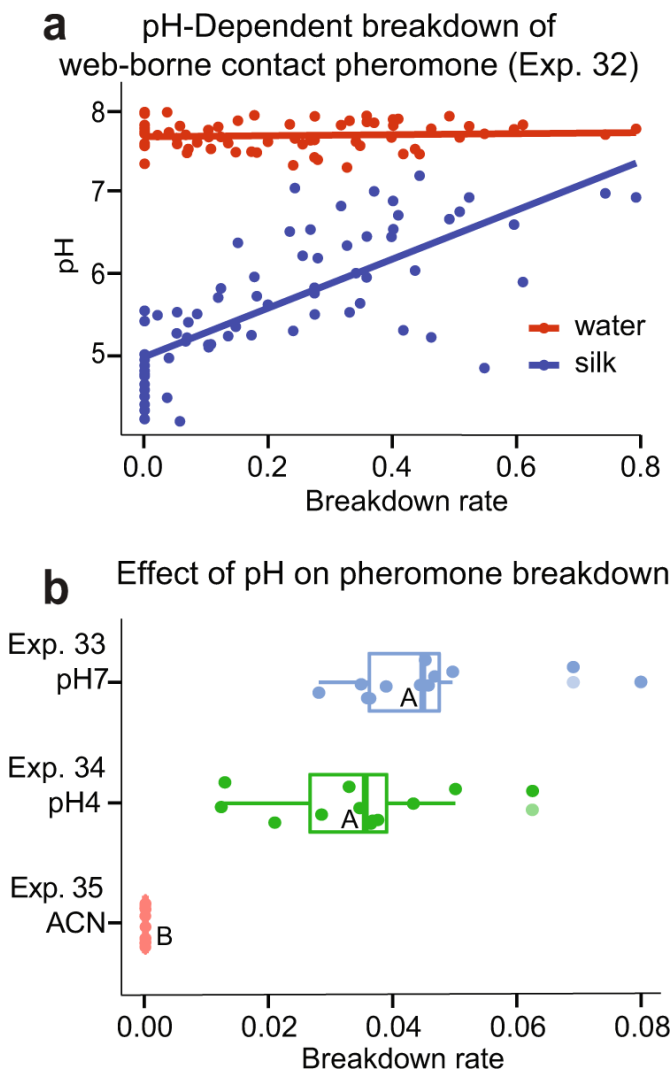 a
pH-Dependent breakdown of
web-borne contact pheromone (Exp. 32)
8
7
6
5
pH
water
silk
0.0 0.2 0.4 0.6 0.8
Breakdown rate
b
Effect of pH on pheromone breakdown
Exp. 33
pH7
A
Exp. 34
pH4
A
Exp. 35
ACN
B
0.00 0.02 0.04 0.06 0.08
Breakdown rate